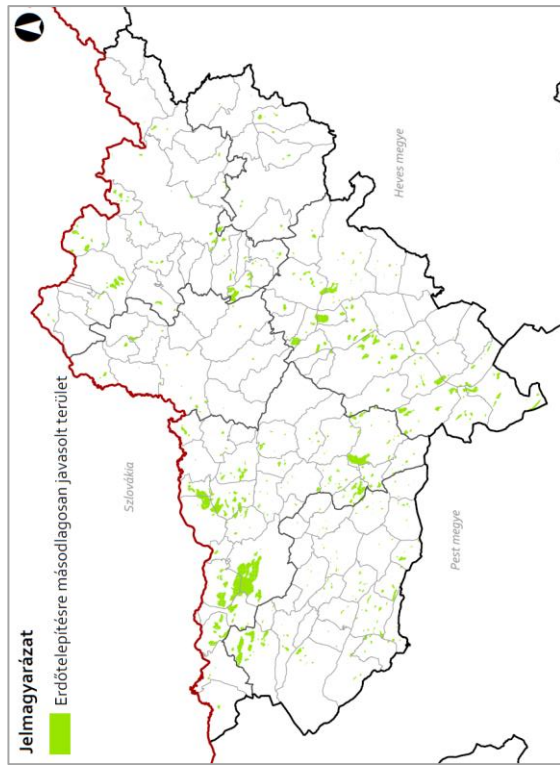 Jelmagyarázat
Erdőtelepítésre másodlagosan javasolt terület
Szlovákia
Heves megye
Pest megye